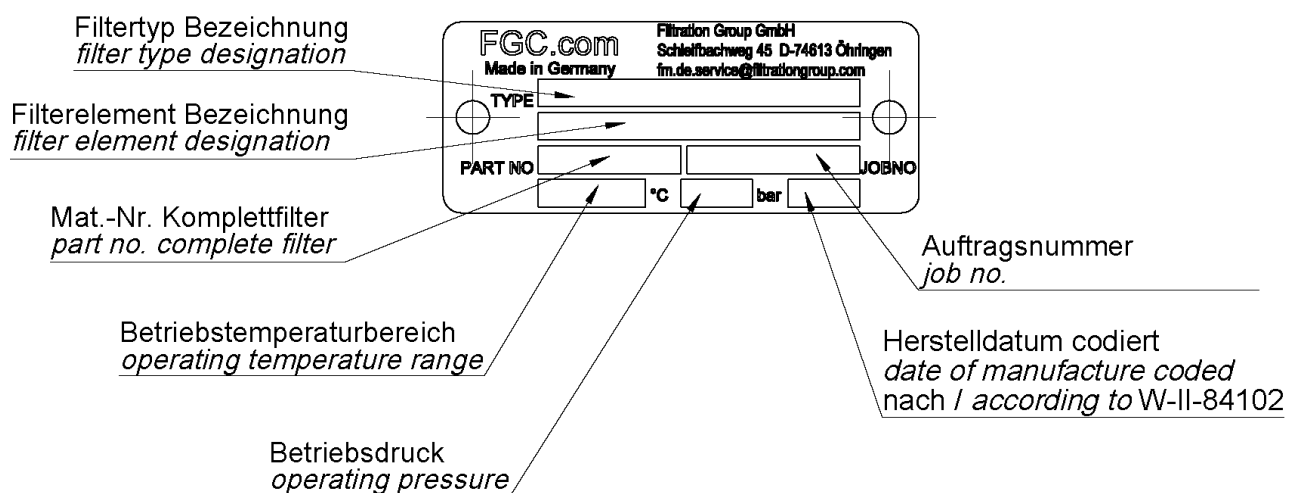 Filtertyp Bezeichnung
filter type designation
Filterelement Bezeichnung
filter element designation
Mat.-Nr. Komplettfilter
part no. complete filter
Betriebstemperaturbereich
operating temperature range
Betriebsdruck
operating pressure
FGC.com
Made in Germany
Filtration Group GmbH
Schleifbachweg 45 D-74613 Öhringen
fm.de.service@filtrationgroup.com
TYPE
PART NO
JOBNO
°C
bar
Auftragsnummer
job no.
Herstelldatum codiert
date of manufacture coded
nach / according to W-II-84102